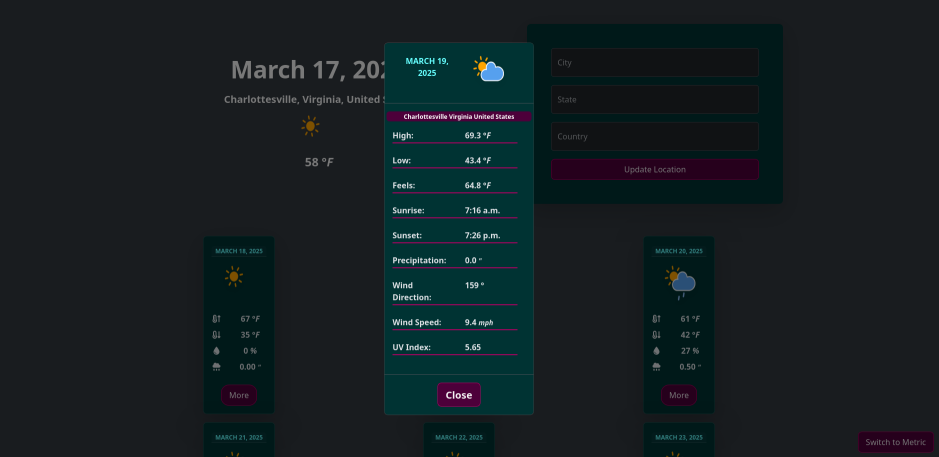 March 17, 202
Charlottesville, Virginia, United S
58 °F
City
State
Country
Update Location
MARCH 19,
2025
Charlottesville Virginia United States
High: 69.3 °F
Low: 43.4 °F
Feels: 64.8 °F
Sunrise: 7:16 a.m.
Sunset: 7:26 p.m.
Precipitation: 0.0 "
Wind
Direction: 159 °
Wind Speed: 9.4 mph
UV Index: 5.65
Close
MARCH 18, 2025
67 °F
35 °F
0 %
0.00 "
More
MARCH 20, 2025
61 °F
42 °F
27 %
0.50 "
More
MARCH 21, 2025
MARCH 22, 2025
MARCH 23, 2025
Switch to Metric